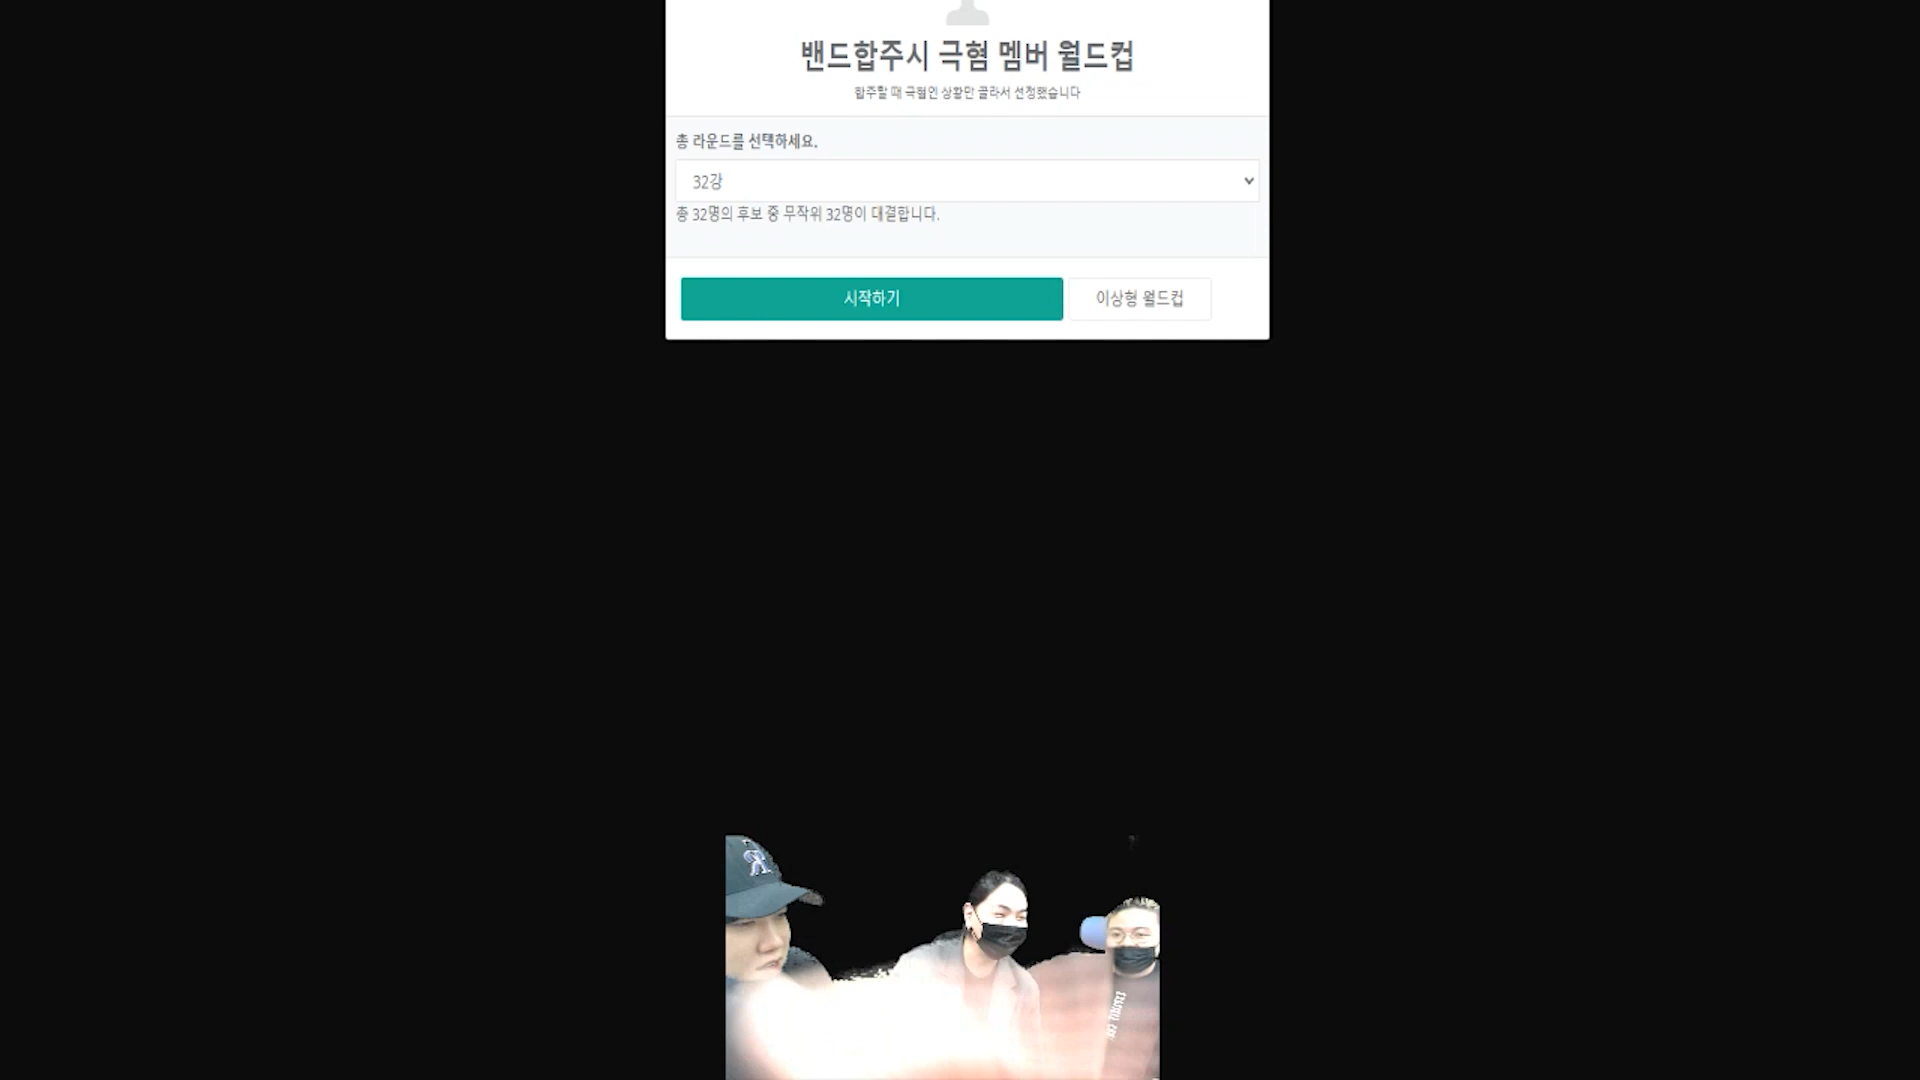 밴드합주시 극혐 멤버 월드컵
합주할 때 극혐인 상황만 골라서 선정했습니다
총 라운드를 선택하세요.
32강
총 32명의 후보 중 무작위 32명이 대결합니다.
시작하기
이상형 월드컵